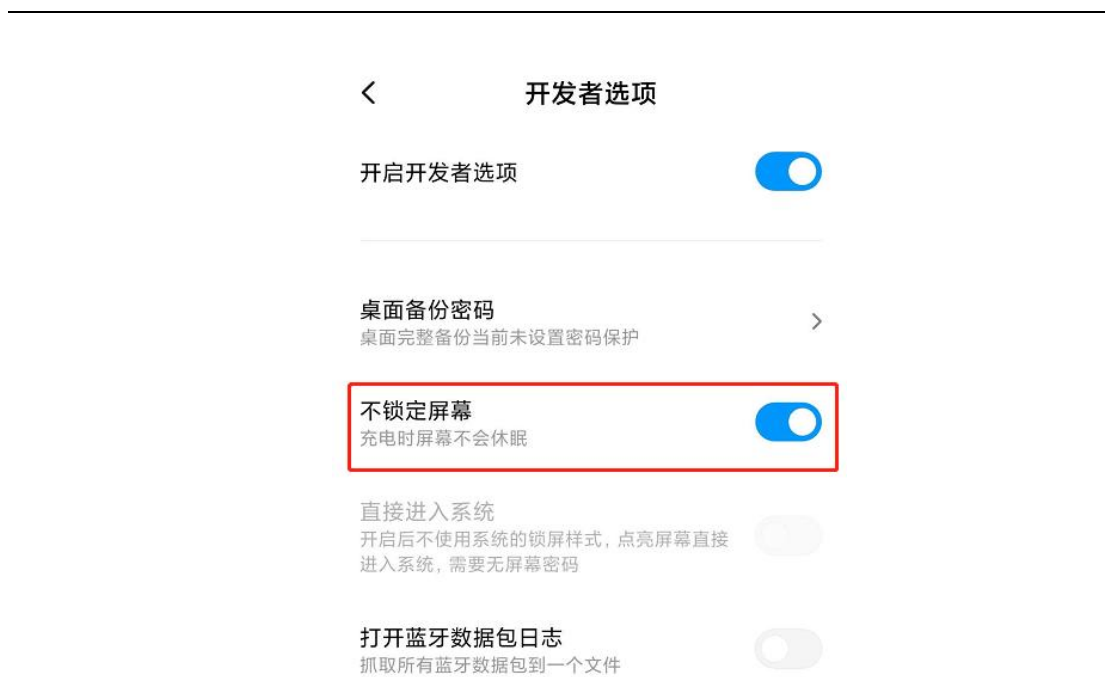 开发者选项
开启开发者选项
桌面备份密码
桌面完整备份当前未设置密码保护
不锁定屏幕
充电时屏幕不会休眠
直接进入系统
开启后不使用系统的锁屏样式，点亮屏幕直接
进入系统，需要无屏幕密码
打开蓝牙数据包日志
抓取所有蓝牙数据包到一个文件